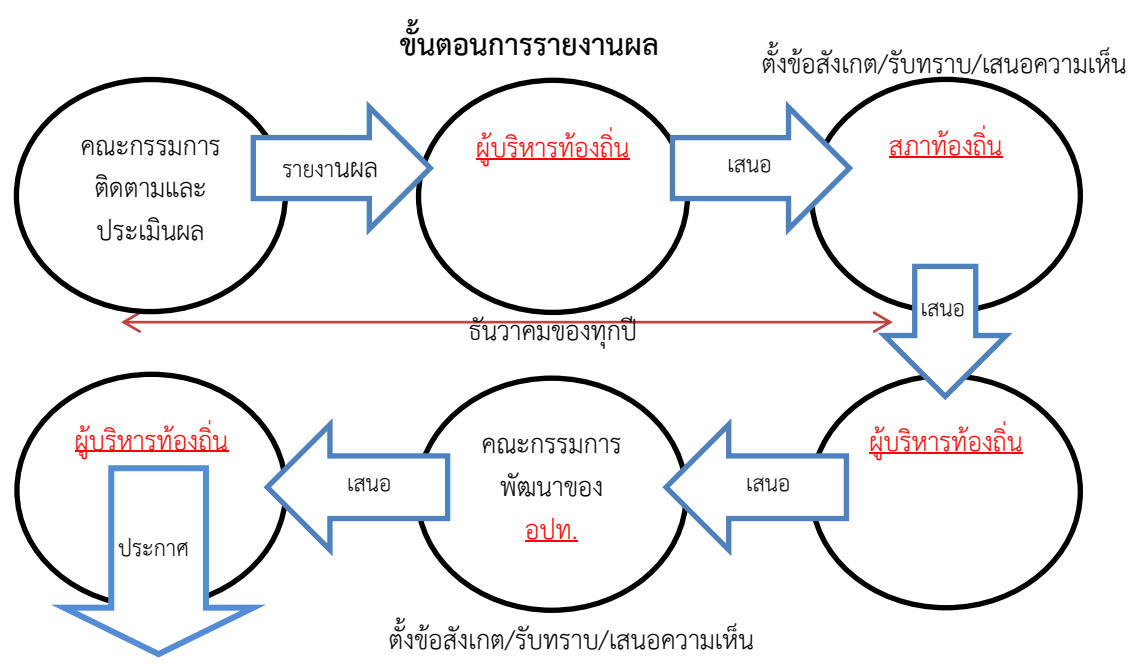 ขั้นตอนการรายงานผล
ตั้งข้อสังเกต/รับทราบ/เสนอความเห็น
คณะกรรมการ
ติดตามและ
ประเมินผล
รายงานผล
ผู้บริหารท้องถิ่น
เสนอ
สภาท้องถิ่น
เสนอ
ธันวาคมของทุกปี
ผู้บริหารท้องถิ่น
เสนอ
คณะกรรมการ
พัฒนาของ
อปท.
เสนอ
ผู้บริหารท้องถิ่น
ประกาศ
ตั้งข้อสังเกต/รับทราบ/เสนอความเห็น